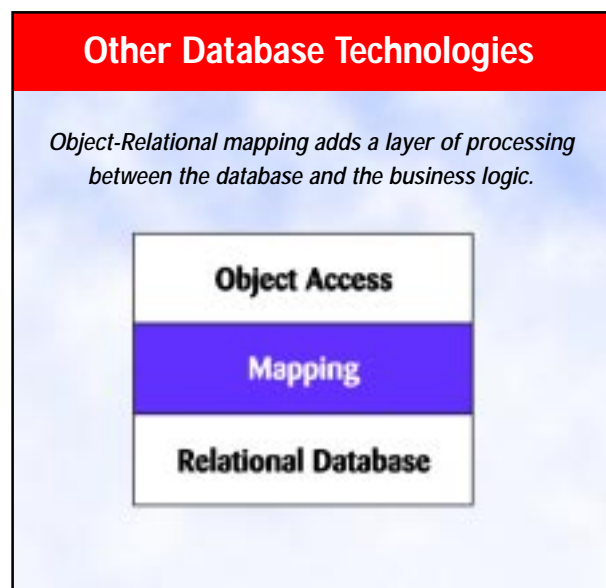 Other Database Technologies
Object-Relational mapping adds a layer of processing
between the database and the business logic.
Object Access
Mapping
Relational Database